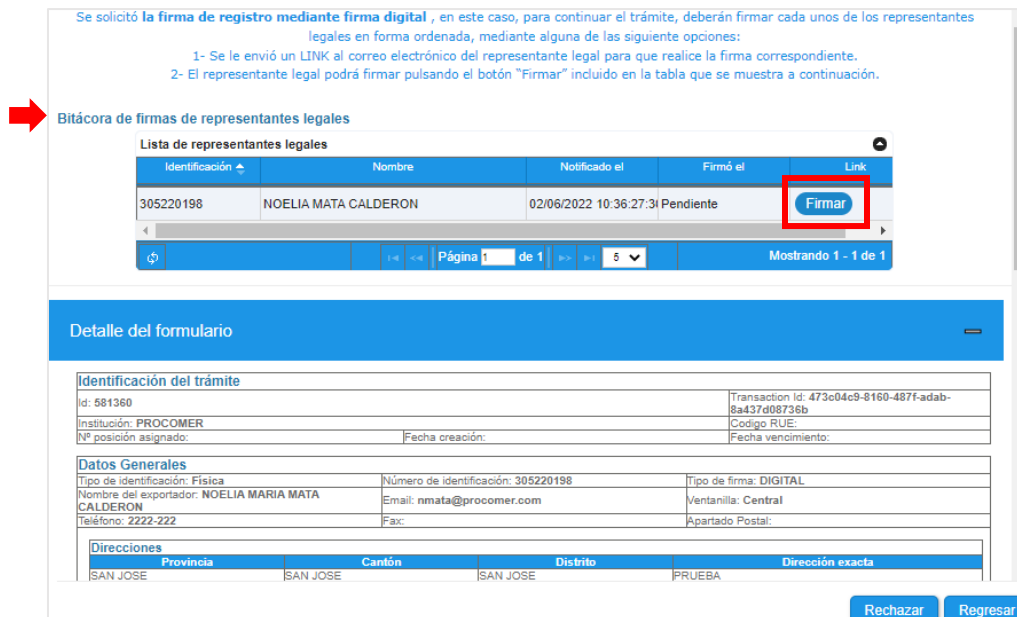 Se solicitó la firma de registro mediante firma digital , en este caso, para continuar el trámite, deberán firmar cada unos de los representantes
legales en forma ordenada, mediante alguna de las siguiente opciones:
1- Se le envió un LINK al correo electrónico del representante legal para que realice la firma correspondiente.
2- El representante legal podrá firmar pulsando el botón "Firmar" incluido en la tabla que se muestra a continuación.
Bitácora de firmas de representantes legales
Lista de representantes legales
Identificación Nombre Notificado el Firmó el Link
305220198 NOELIA MATA CALDERON 02/06/2022 10:36:27:3 Pendiente Firmar
Página 1 de 1 5 Mostrando 1 - 1 de 1
Detalle del formulario
Identificación del trámite
Id: 581360 Transaction Id: 473c04c9-8160-487f-adab-
8a437d08736b
Institución: PROCOMER Codigo RUE:
Nº posición asignado: Fecha creación: Fecha vencimiento:
Datos Generales
Tipo de identificación: Física Número de identificación: 305220198 Tipo de firma: DIGITAL
Nombre del exportador: NOELIA MARIA MATA
CALDERON Email: nmata@procomer.com Ventanilla: Central
Teléfono: 2222-222 Fax: Apartado Postal:
Direcciones
Provincia Cantón Distrito Dirección exacta
SAN JOSE SAN JOSE SAN JOSE PRUEBA
Rechazar Regresar